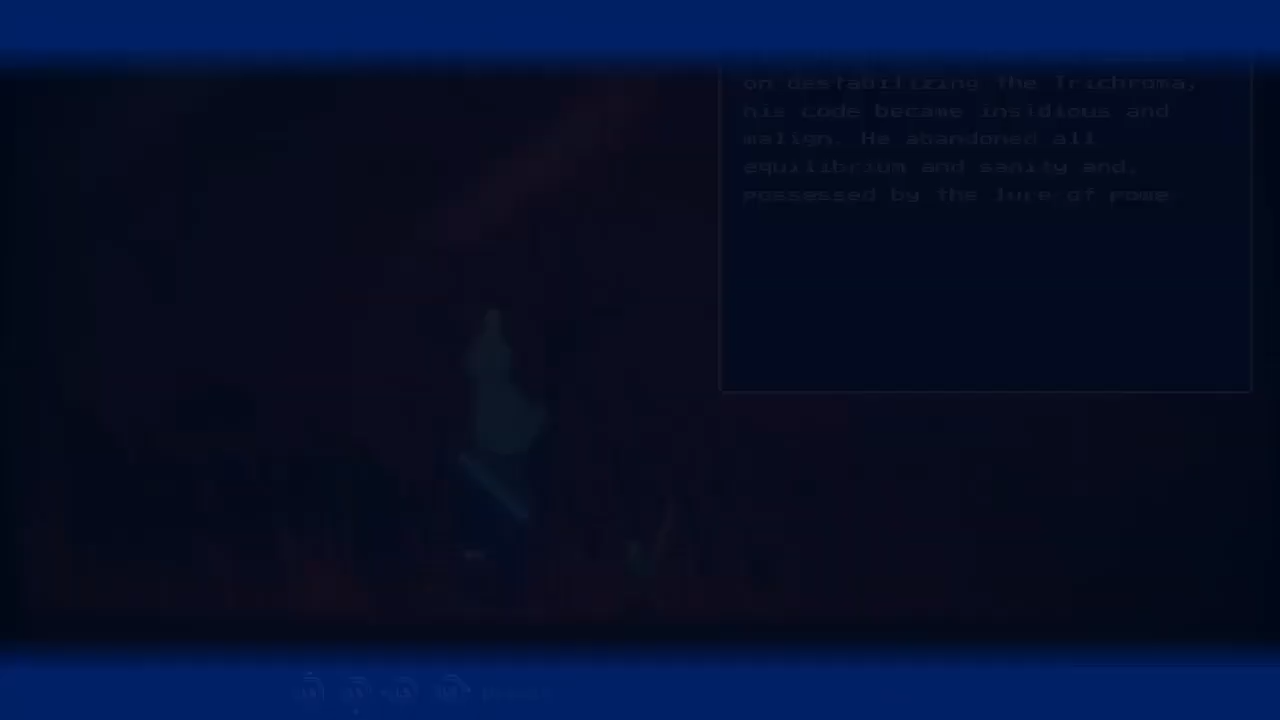 on destabilizing the Trichroma,
his code became insidious and
malign. He abandoned all
equilibrium and sanity and,
possessed by the lure of powe